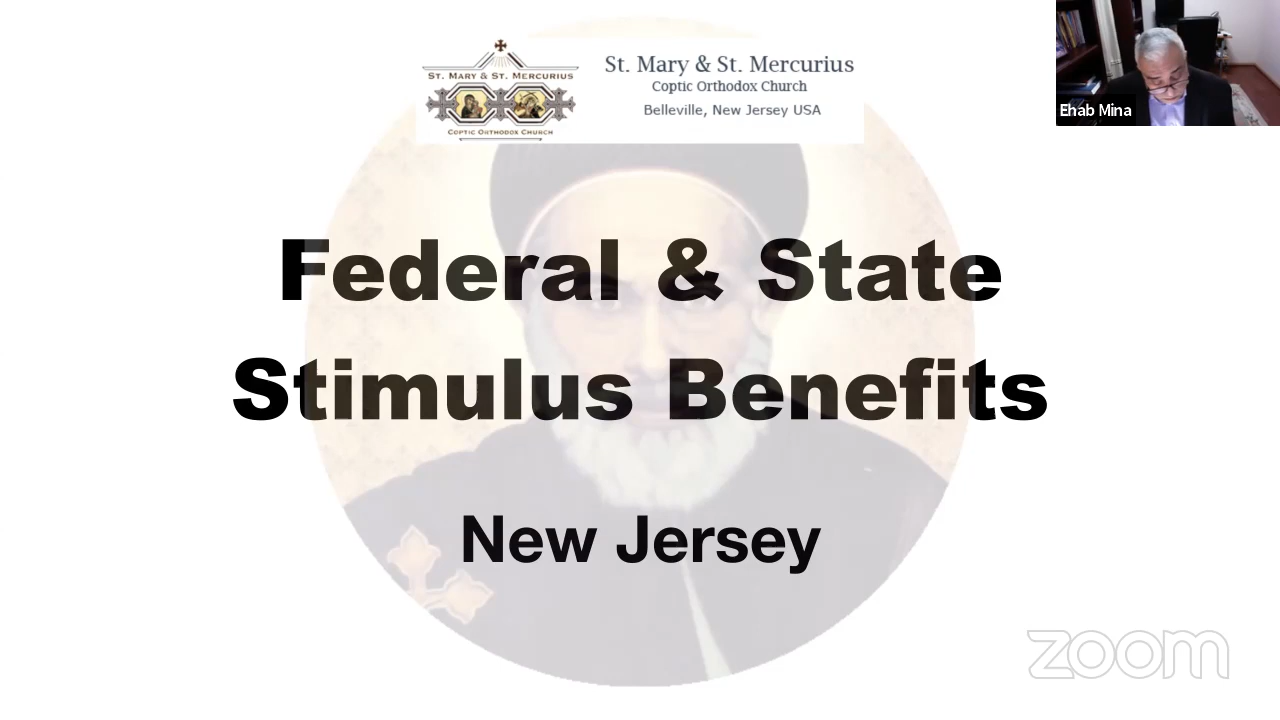 ST. MARY & ST. MERCURIUS
COPTIC ORTHODOX CHURCH
St. Mary & St. Mercurius
Coptic Orthodox Church
Belleville, New Jersey USA
Ehab Mina
Federal & State
Stimulus Benefits
New Jersey
zoom